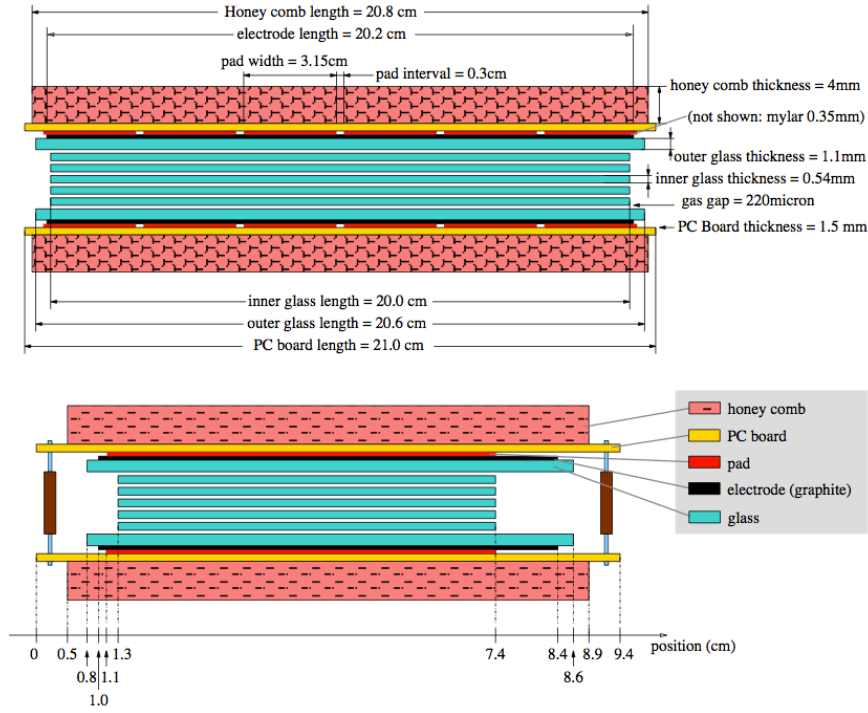 Honey comb length = 20.8 cm
electrode length = 20.2 cm
pad width = 3.15cm
pad interval = 0.3cm
honey comb thickness = 4mm
(not shown: mylar 0.35mm)
outer glass thickness = 1.1mm
inner glass thickness = 0.54mm
gas gap = 220micron
PC Board thickness = 1.5 mm
inner glass length = 20.0 cm
outer glass length = 20.6 cm
PC board length = 21.0 cm
honey comb
PC board
pad
electrode (graphite)
glass
position (cm)
0 0.5 1.3 7.4 8.4 8.9 9.4
0.8 1.1 8.6
1.0